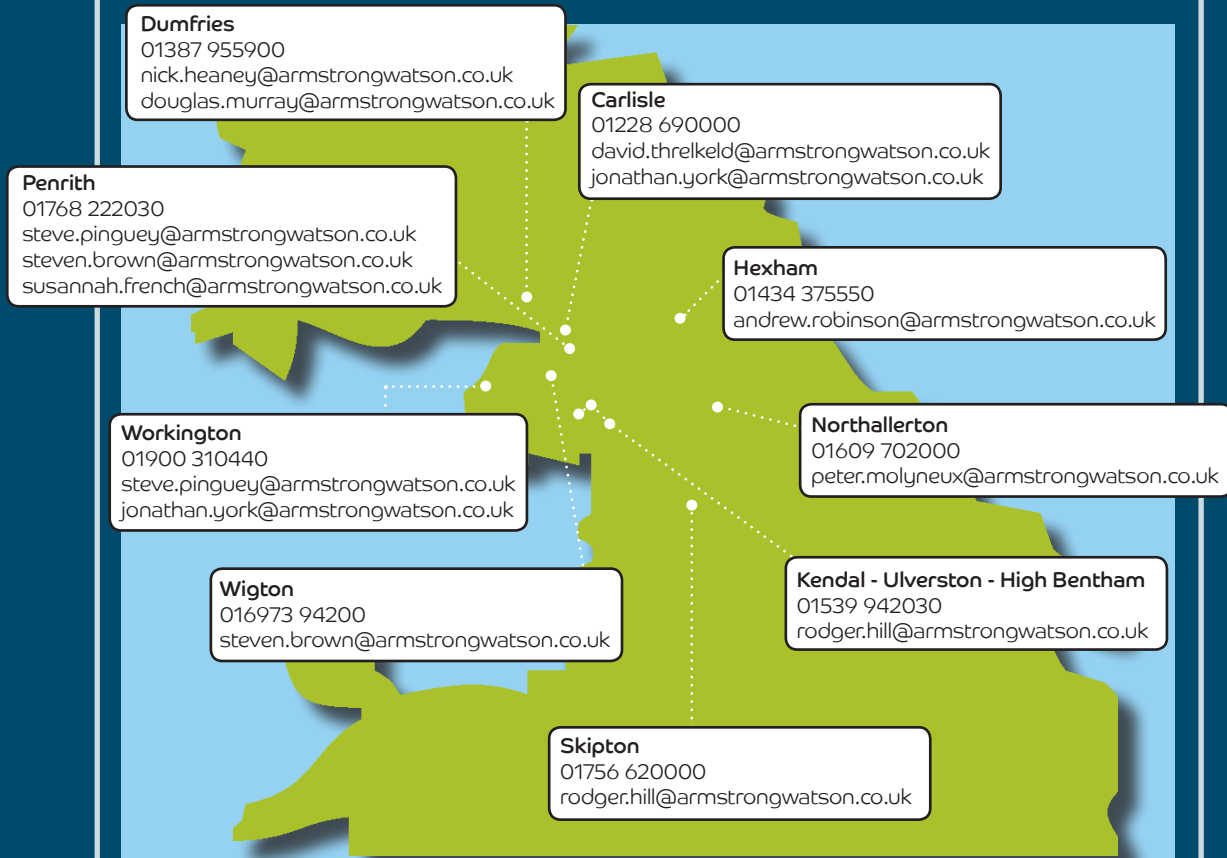 Dumfries
01387 955900
nick.heaney@armstrongwatson.co.uk
douglas.murray@armstrongwatson.co.uk
Carlisle
01228 690000
david.threlkeld@armstrongwatson.co.uk
jonathan.york@armstrongwatson.co.uk
Penrith
01768 222030
steve.pinguey@armstrongwatson.co.uk
steven.brown@armstrongwatson.co.uk
susannah.french@armstrongwatson.co.uk
Hexham
01434 375550
andrew.robinson@armstrongwatson.co.uk
Workington
01900 310440
steve.pinguey@armstrongwatson.co.uk
jonathan.york@armstrongwatson.co.uk
Northallerton
01609 702000
peter.molyneux@armstrongwatson.co.uk
Wigton
016973 94200
steven.brown@armstrongwatson.co.uk
Kendal - Ulverston - High Bentham
01539 942030
rodger.hill@armstrongwatson.co.uk
Skipton
01756 620000
rodger.hill@armstrongwatson.co.uk